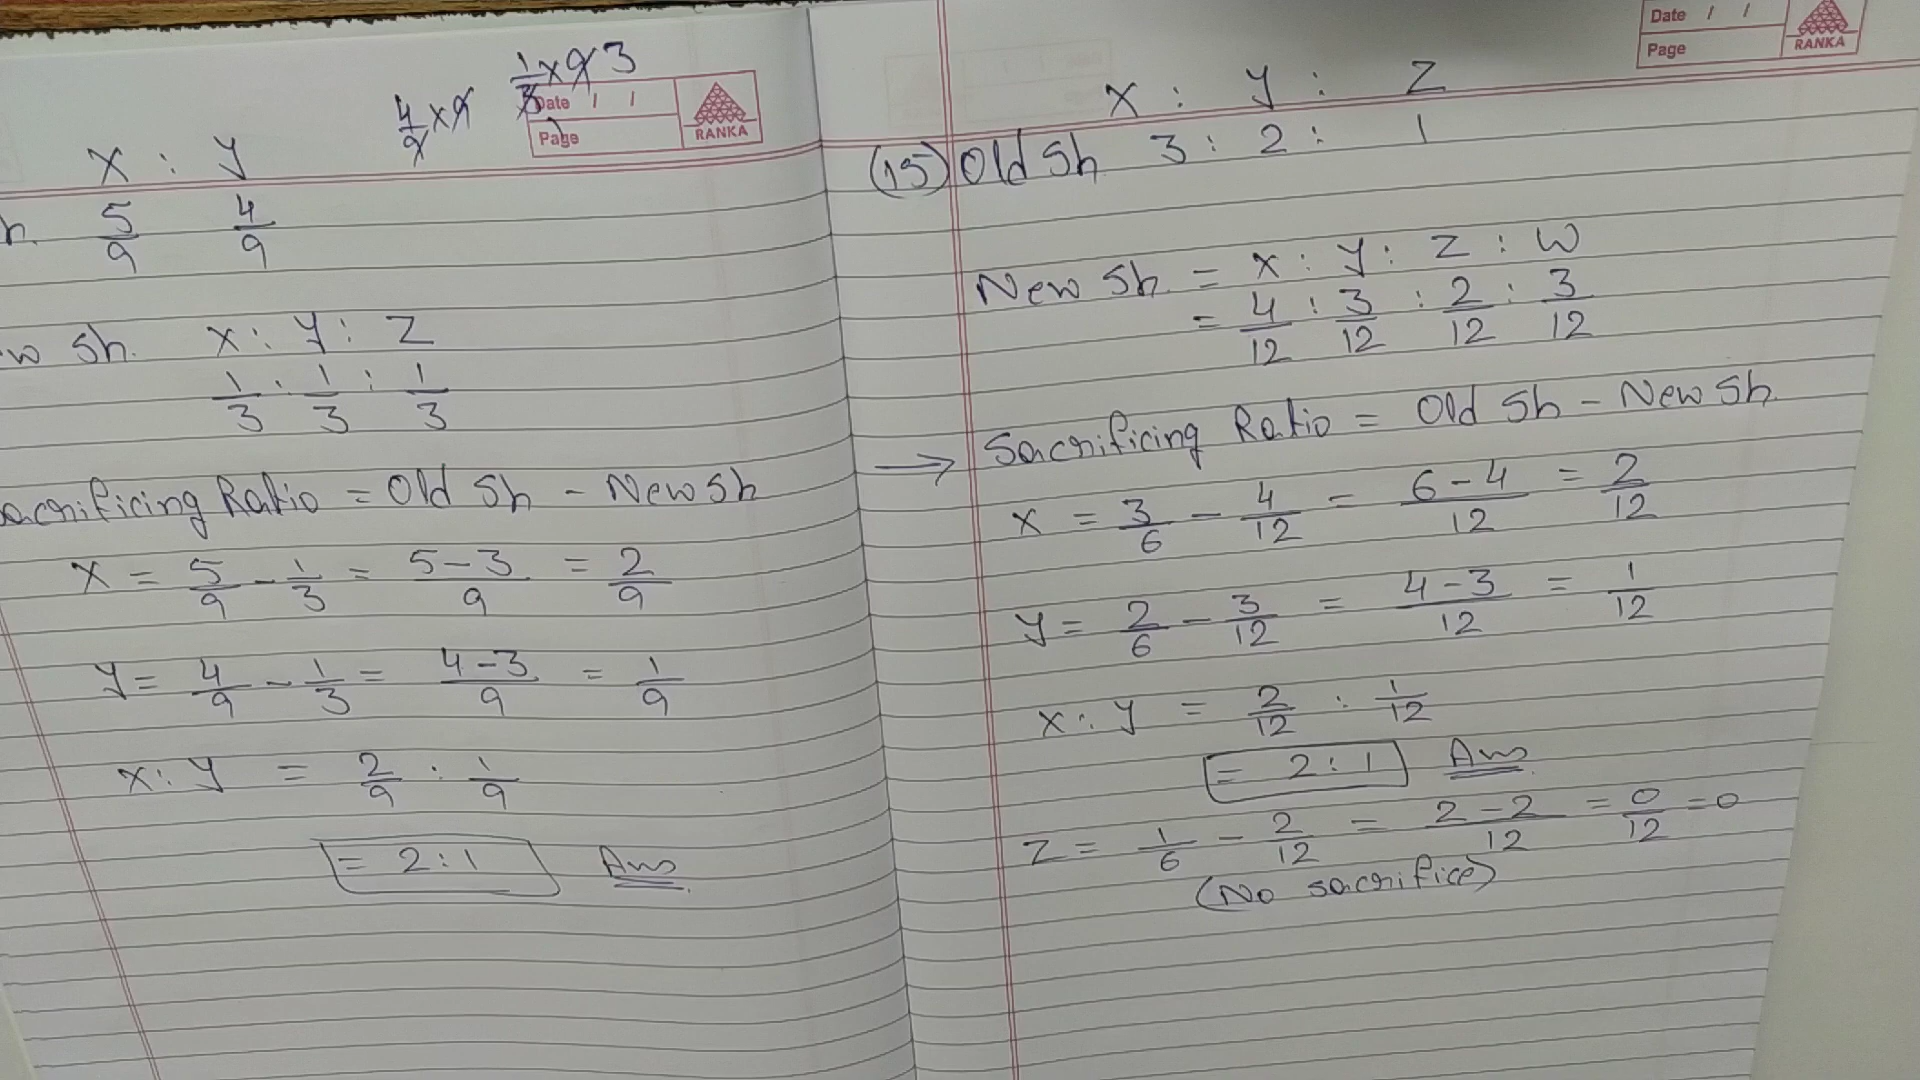 1/3 × 9 3
4/9 × 9
Date / /
Page
RANKA
X : Y
h. 5/9 4/9
w Sh. X : Y : Z
1/3 : 1/3 : 1/3
acrificing Ratio = Old Sh - New Sh
X = 5/9 - 1/3 = 5-3/9 = 2/9
Y = 4/9 - 1/3 = 4-3/9 = 1/9
X : Y = 2/9 : 1/9
= 2:1 Ans
Date / /
Page
RANKA
X : Y : Z
(15) Old Sh 3 : 2 : 1
New Sh. = X : Y : Z : W
= 4/12 : 3/12 : 2/12 : 3/12
→ Sacrificing Ratio = Old Sh - New Sh.
X = 3/6 - 4/12 = 6-4/12 = 2/12
Y = 2/6 - 3/12 = 4-3/12 = 1/12
X : Y = 2/12 : 1/12
= 2:1 Ans
Z = 1/6 - 2/12 = 2-2/12 = 0/12 = 0
(No sacrifice)